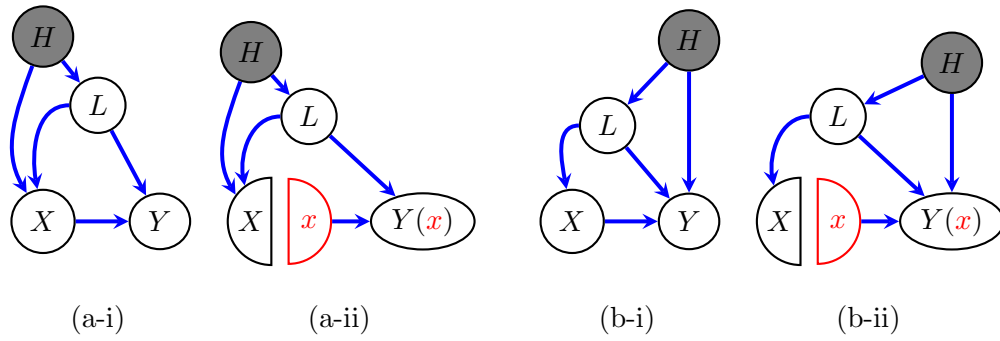 H
L
X
Y
(a-i)
H
L
X
x
Y(x)
(a-ii)
H
L
X
Y
(b-i)
H
L
X
x
Y(x)
(b-ii)